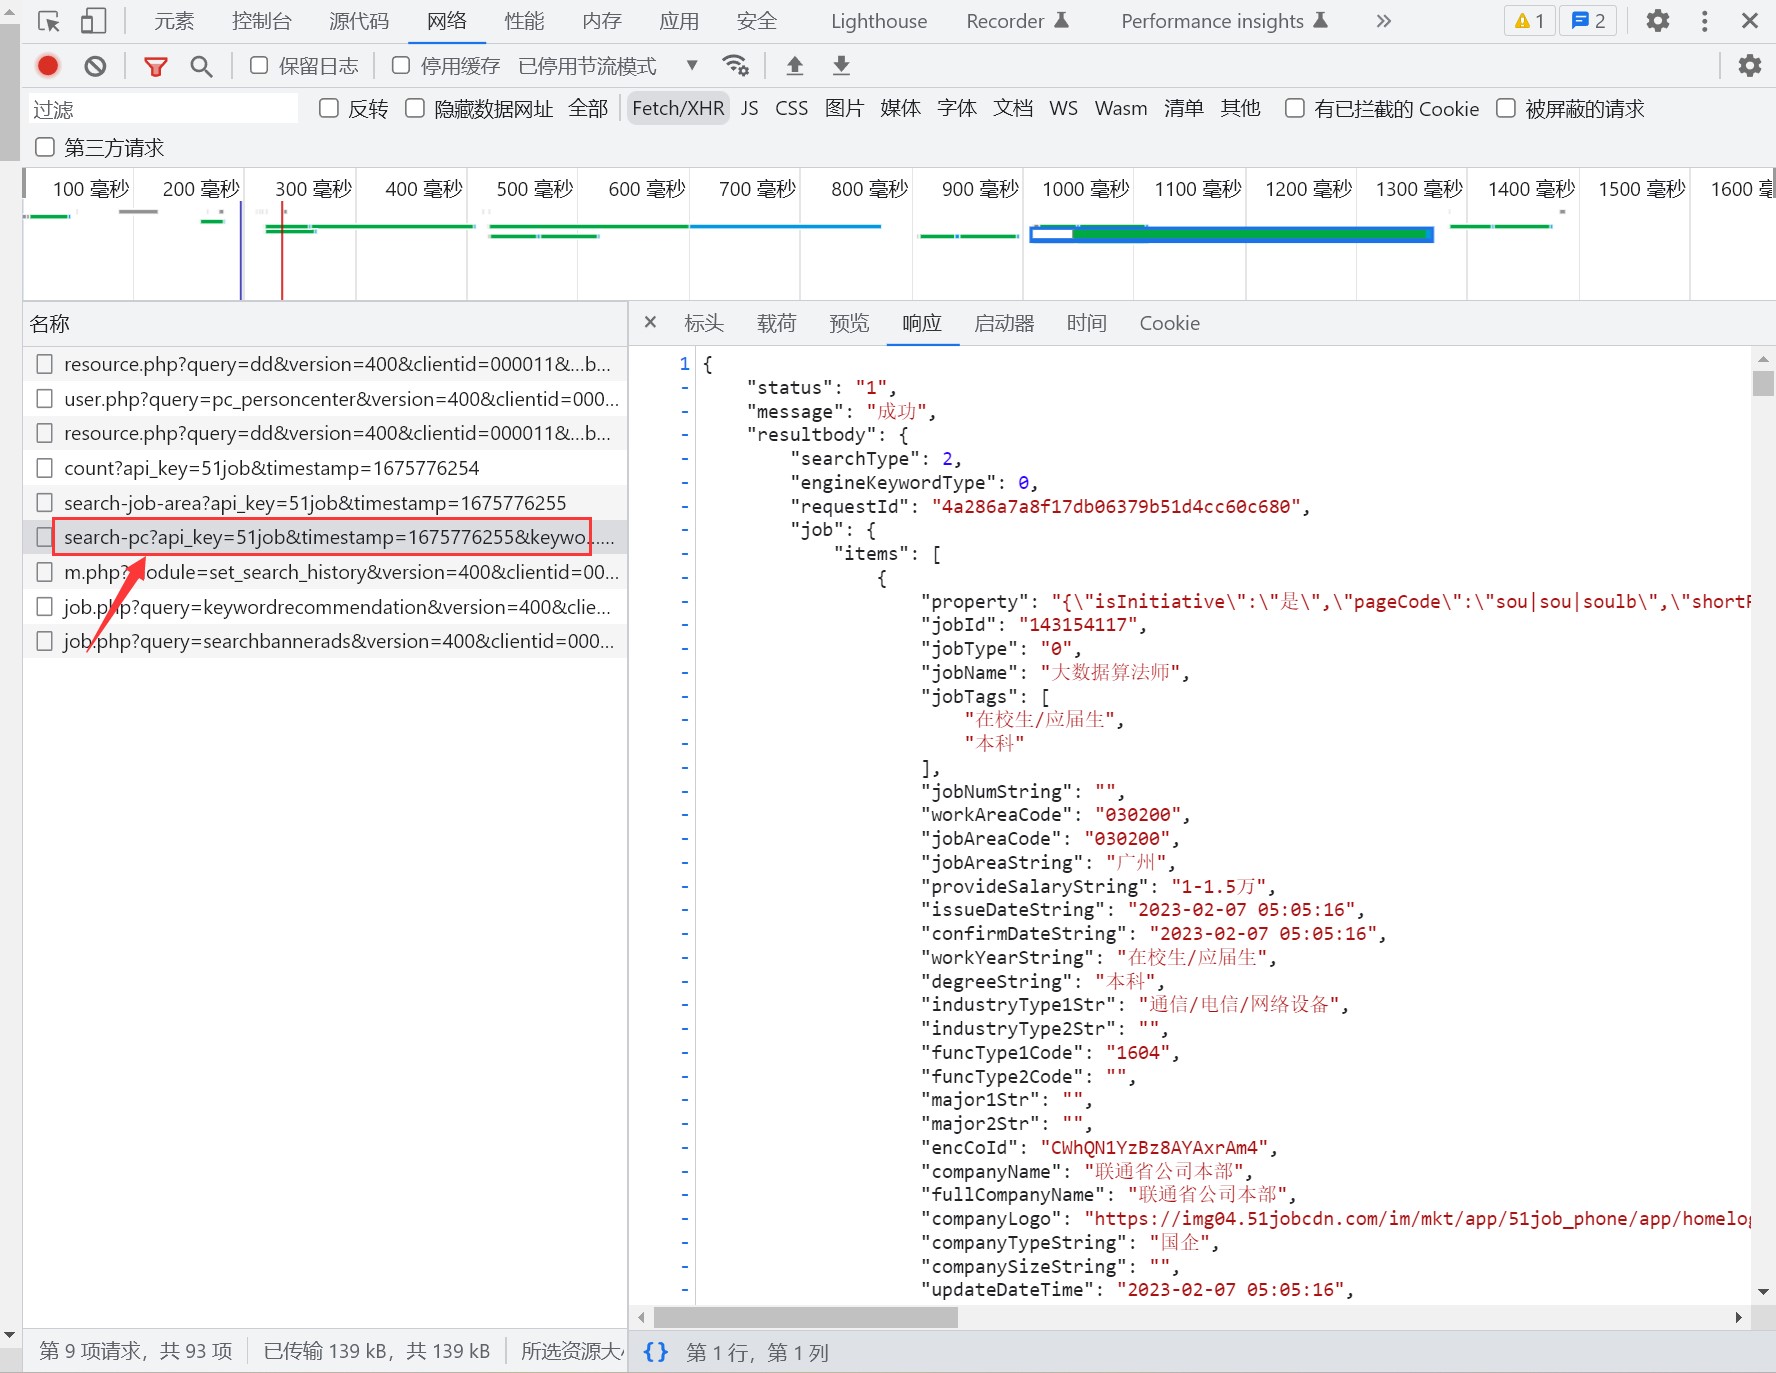 元素 控制台 源代码 网络 性能 内存 应用 安全 Lighthouse Recorder Performance insights 1 2
保留日志 停用缓存 已停用节流模式
过滤 反转 隐藏数据网址 全部 Fetch/XHR JS CSS 图片 媒体 字体 文档 WS Wasm 清单 其他 有已拦截的 Cookie 被屏蔽的请求
第三方请求
100 毫秒 200 毫秒 300 毫秒 400 毫秒 500 毫秒 600 毫秒 700 毫秒 800 毫秒 900 毫秒 1000 毫秒 1100 毫秒 1200 毫秒 1300 毫秒 1400 毫秒 1500 毫秒 1600
名称
resource.php?query=dd&version=400&clientid=000011&...b...
user.php?query=pc_personcenter&version=400&clientid=000...
resource.php?query=dd&version=400&clientid=000011&...b...
count?api_key=51job&timestamp=1675776254
search-job-area?api_key=51job&timestamp=1675776255
search-pc?api_key=51job&timestamp=1675776255&keywo......
m.php?module=set_search_history&version=400&clientid=00...
job.php?query=keywordrecommendation&version=400&clie...
job.php?query=searchbannerads&version=400&clientid=000...
标头 载荷 预览 响应 启动器 时间 Cookie
1 {
- "status": "1",
- "message": "成功",
- "resultbody": {
- "searchType": 2,
- "engineKeywordType": 0,
- "requestId": "4a286a7a8f17db06379b51d4cc60c680",
- "job": {
- "items": [
- {
- "property": "{\"isInitiative\":\"是\",\"pageCode\":\"sou|sou|soulb\",\"shortP
- "jobId": "143154117",
- "jobType": "0",
- "jobName": "大数据算法师",
- "jobTags": [
- "在校生/应届生",
- "本科"
- ],
- "jobNumString": "",
- "workAreaCode": "030200",
- "jobAreaCode": "030200",
- "jobAreaString": "广州",
- "provideSalaryString": "1-1.5万",
- "issueDateString": "2023-02-07 05:05:16",
- "confirmDateString": "2023-02-07 05:05:16",
- "workYearString": "在校生/应届生",
- "degreeString": "本科",
- "industryType1Str": "通信/电信/网络设备",
- "industryType2Str": "",
- "funcType1Code": "1604",
- "funcType2Code": "",
- "major1Str": "",
- "major2Str": "",
- "encCoId": "CWhQN1YzBz8AYAxrAm4",
- "companyName": "联通省公司本部",
- "fullCompanyName": "联通省公司本部",
- "companyLogo": "https://img04.51jobcdn.com/im/mkt/app/51job_phone/app/homelog
- "companyTypeString": "国企",
- "companySizeString": "",
- "updateDateTime": "2023-02-07 05:05:16",
第 9 项请求，共 93 项 已传输 139 kB，共 139 kB 所选资源大
{} 第 1 行，第 1 列